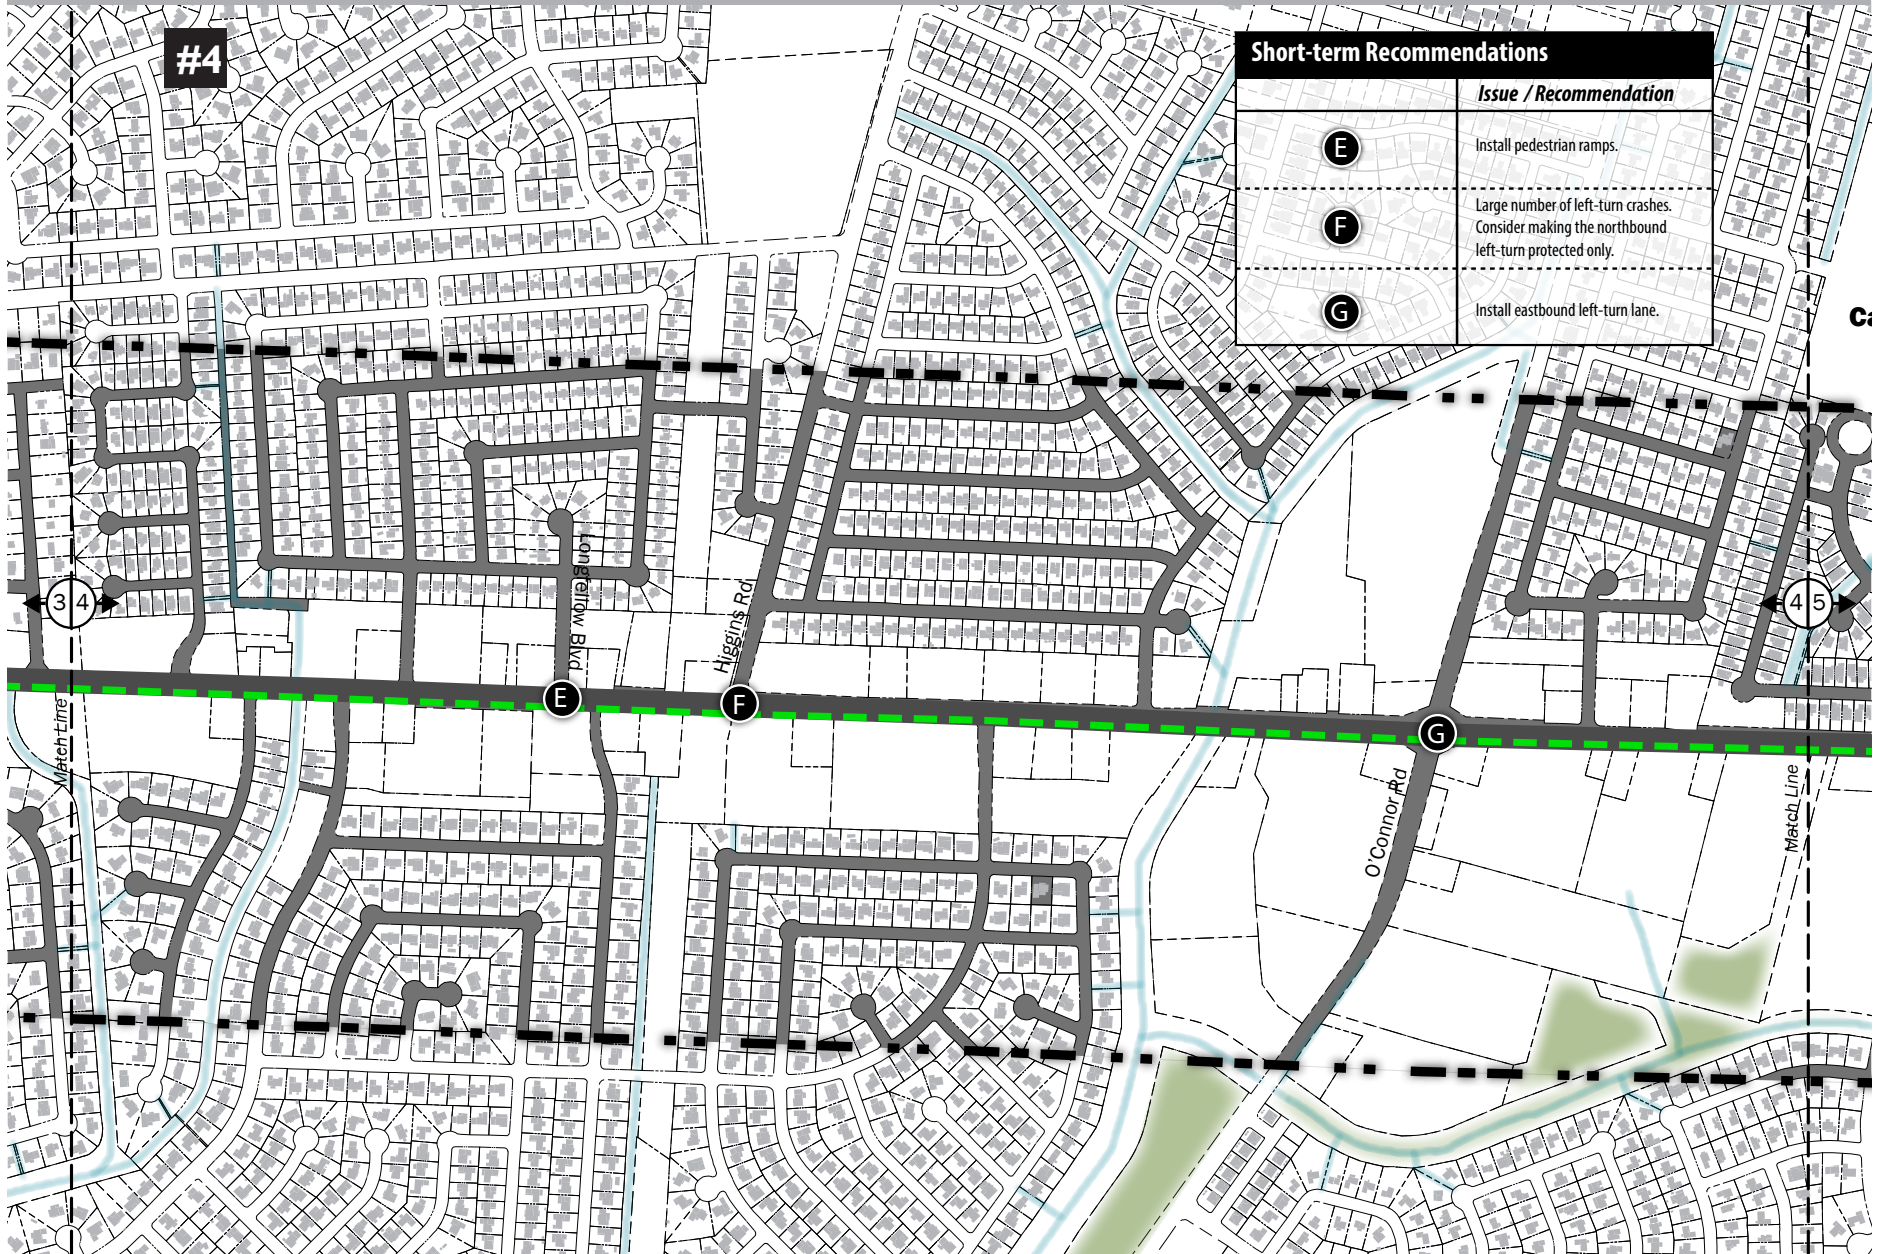 #4
Short-term Recommendations
Issue / Recommendation
E
Install pedestrian ramps.
F
Large number of left-turn crashes.
Consider making the northbound
left-turn protected only.
G
Install eastbound left-turn lane.
Longfellow Blvd
Higgins Rd
3 4
4 5
E
F
G
Match Line
O'Connor Rd
Match Line